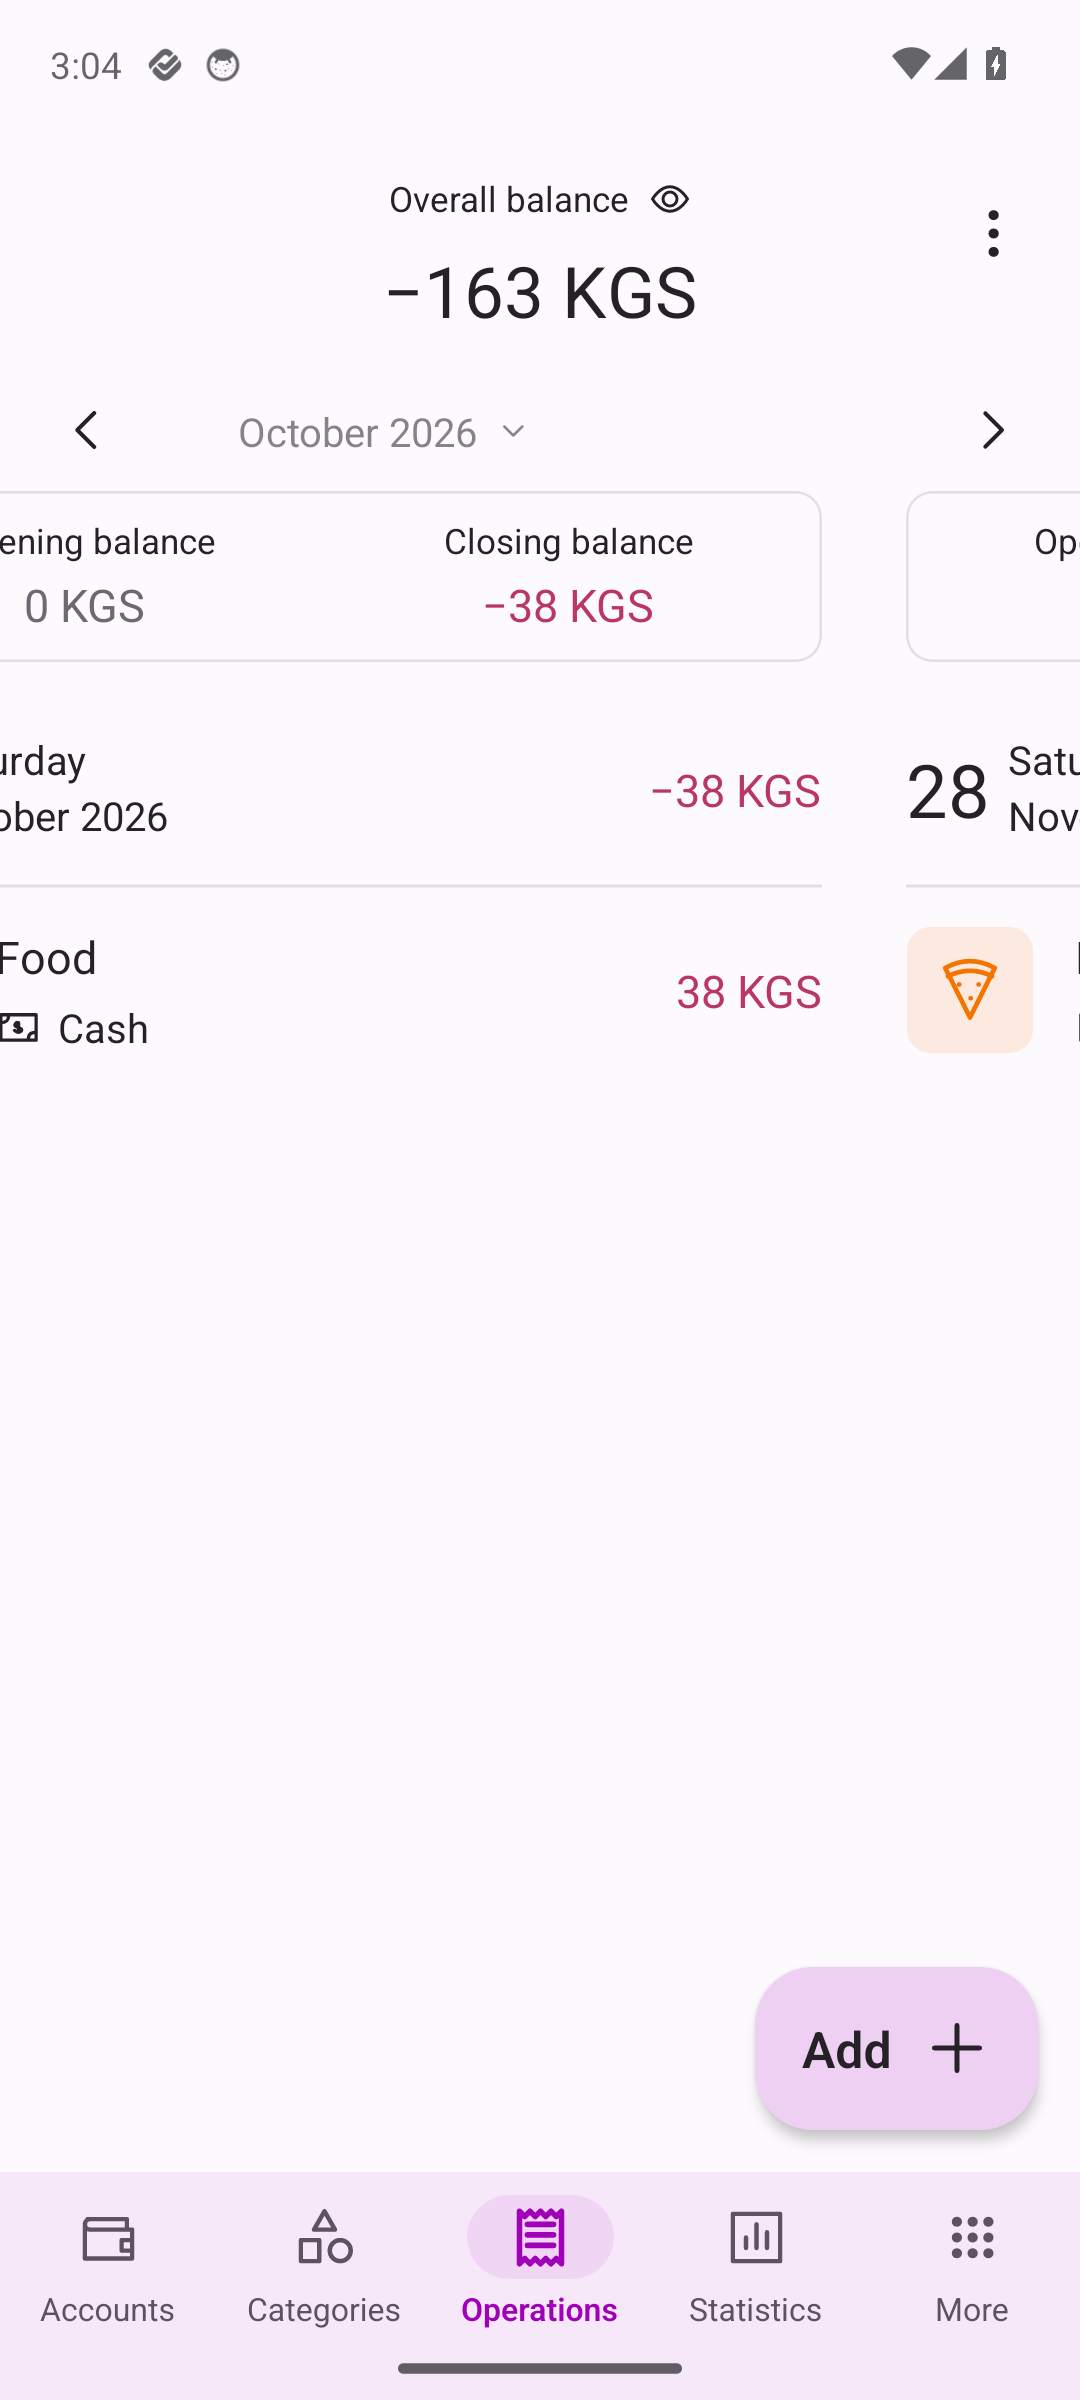 3:04
Overall balance
−163 KGS
October 2026
ening balance
Closing balance
Op
0 KGS
−38 KGS
urday
ober 2026
−38 KGS
28
Satu
Nov
Food
Cash
38 KGS
Add
Accounts
Categories
Operations
Statistics
More